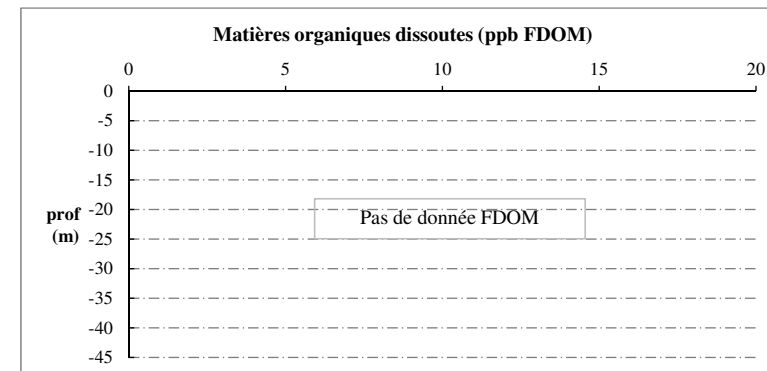 Matières organiques dissoutes (ppb FDOM)
0 5 10 15 20
0
-5
-10
-15
prof -20
(m) -25
Pas de donnée FDOM
-30
-35
-40
-45